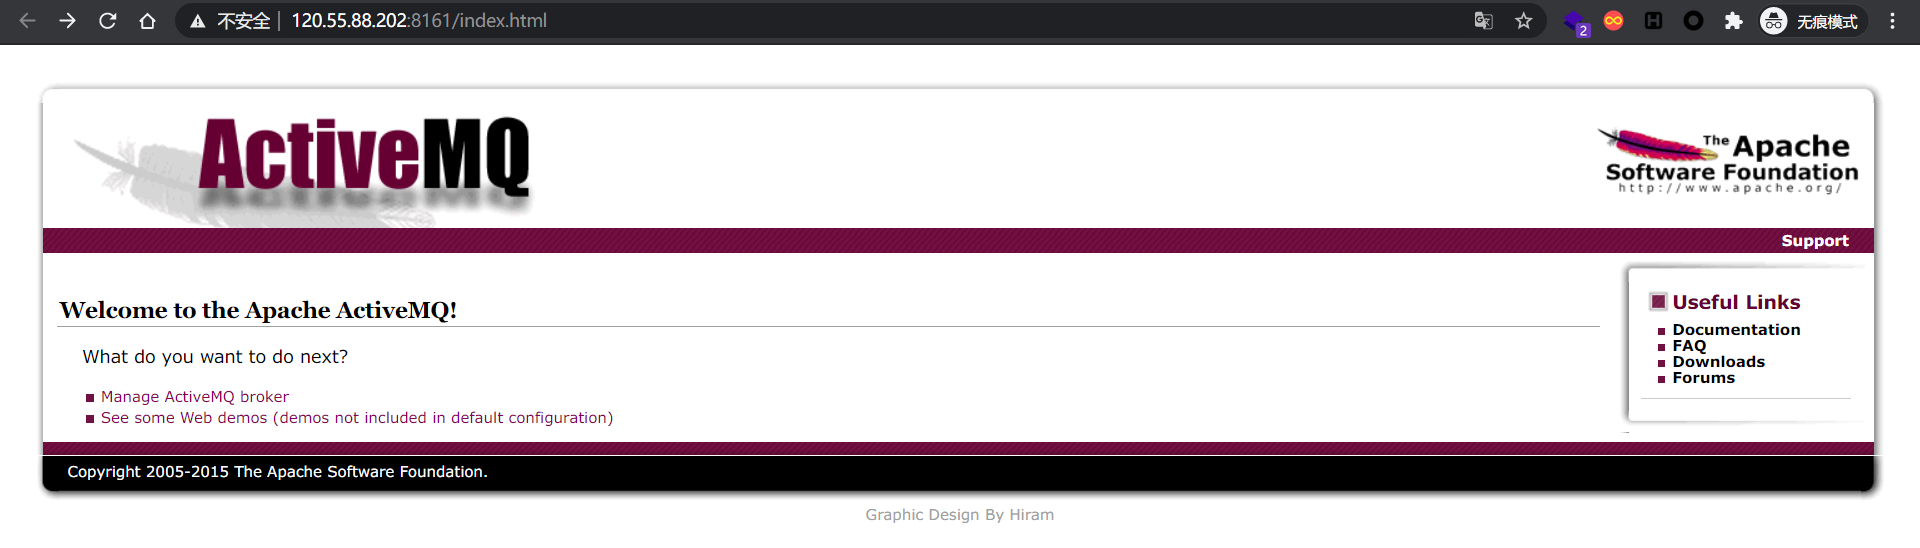 不安全 120.55.88.202:8161/index.html
2
无痕模式
ActiveMQ
The Apache
Software Foundation
http://www.apache.org/
Support
Welcome to the Apache ActiveMQ!
What do you want to do next?
Manage ActiveMQ broker
See some Web demos (demos not included in default configuration)
Useful Links
Documentation
FAQ
Downloads
Forums
Copyright 2005-2015 The Apache Software Foundation.
Graphic Design By Hiram